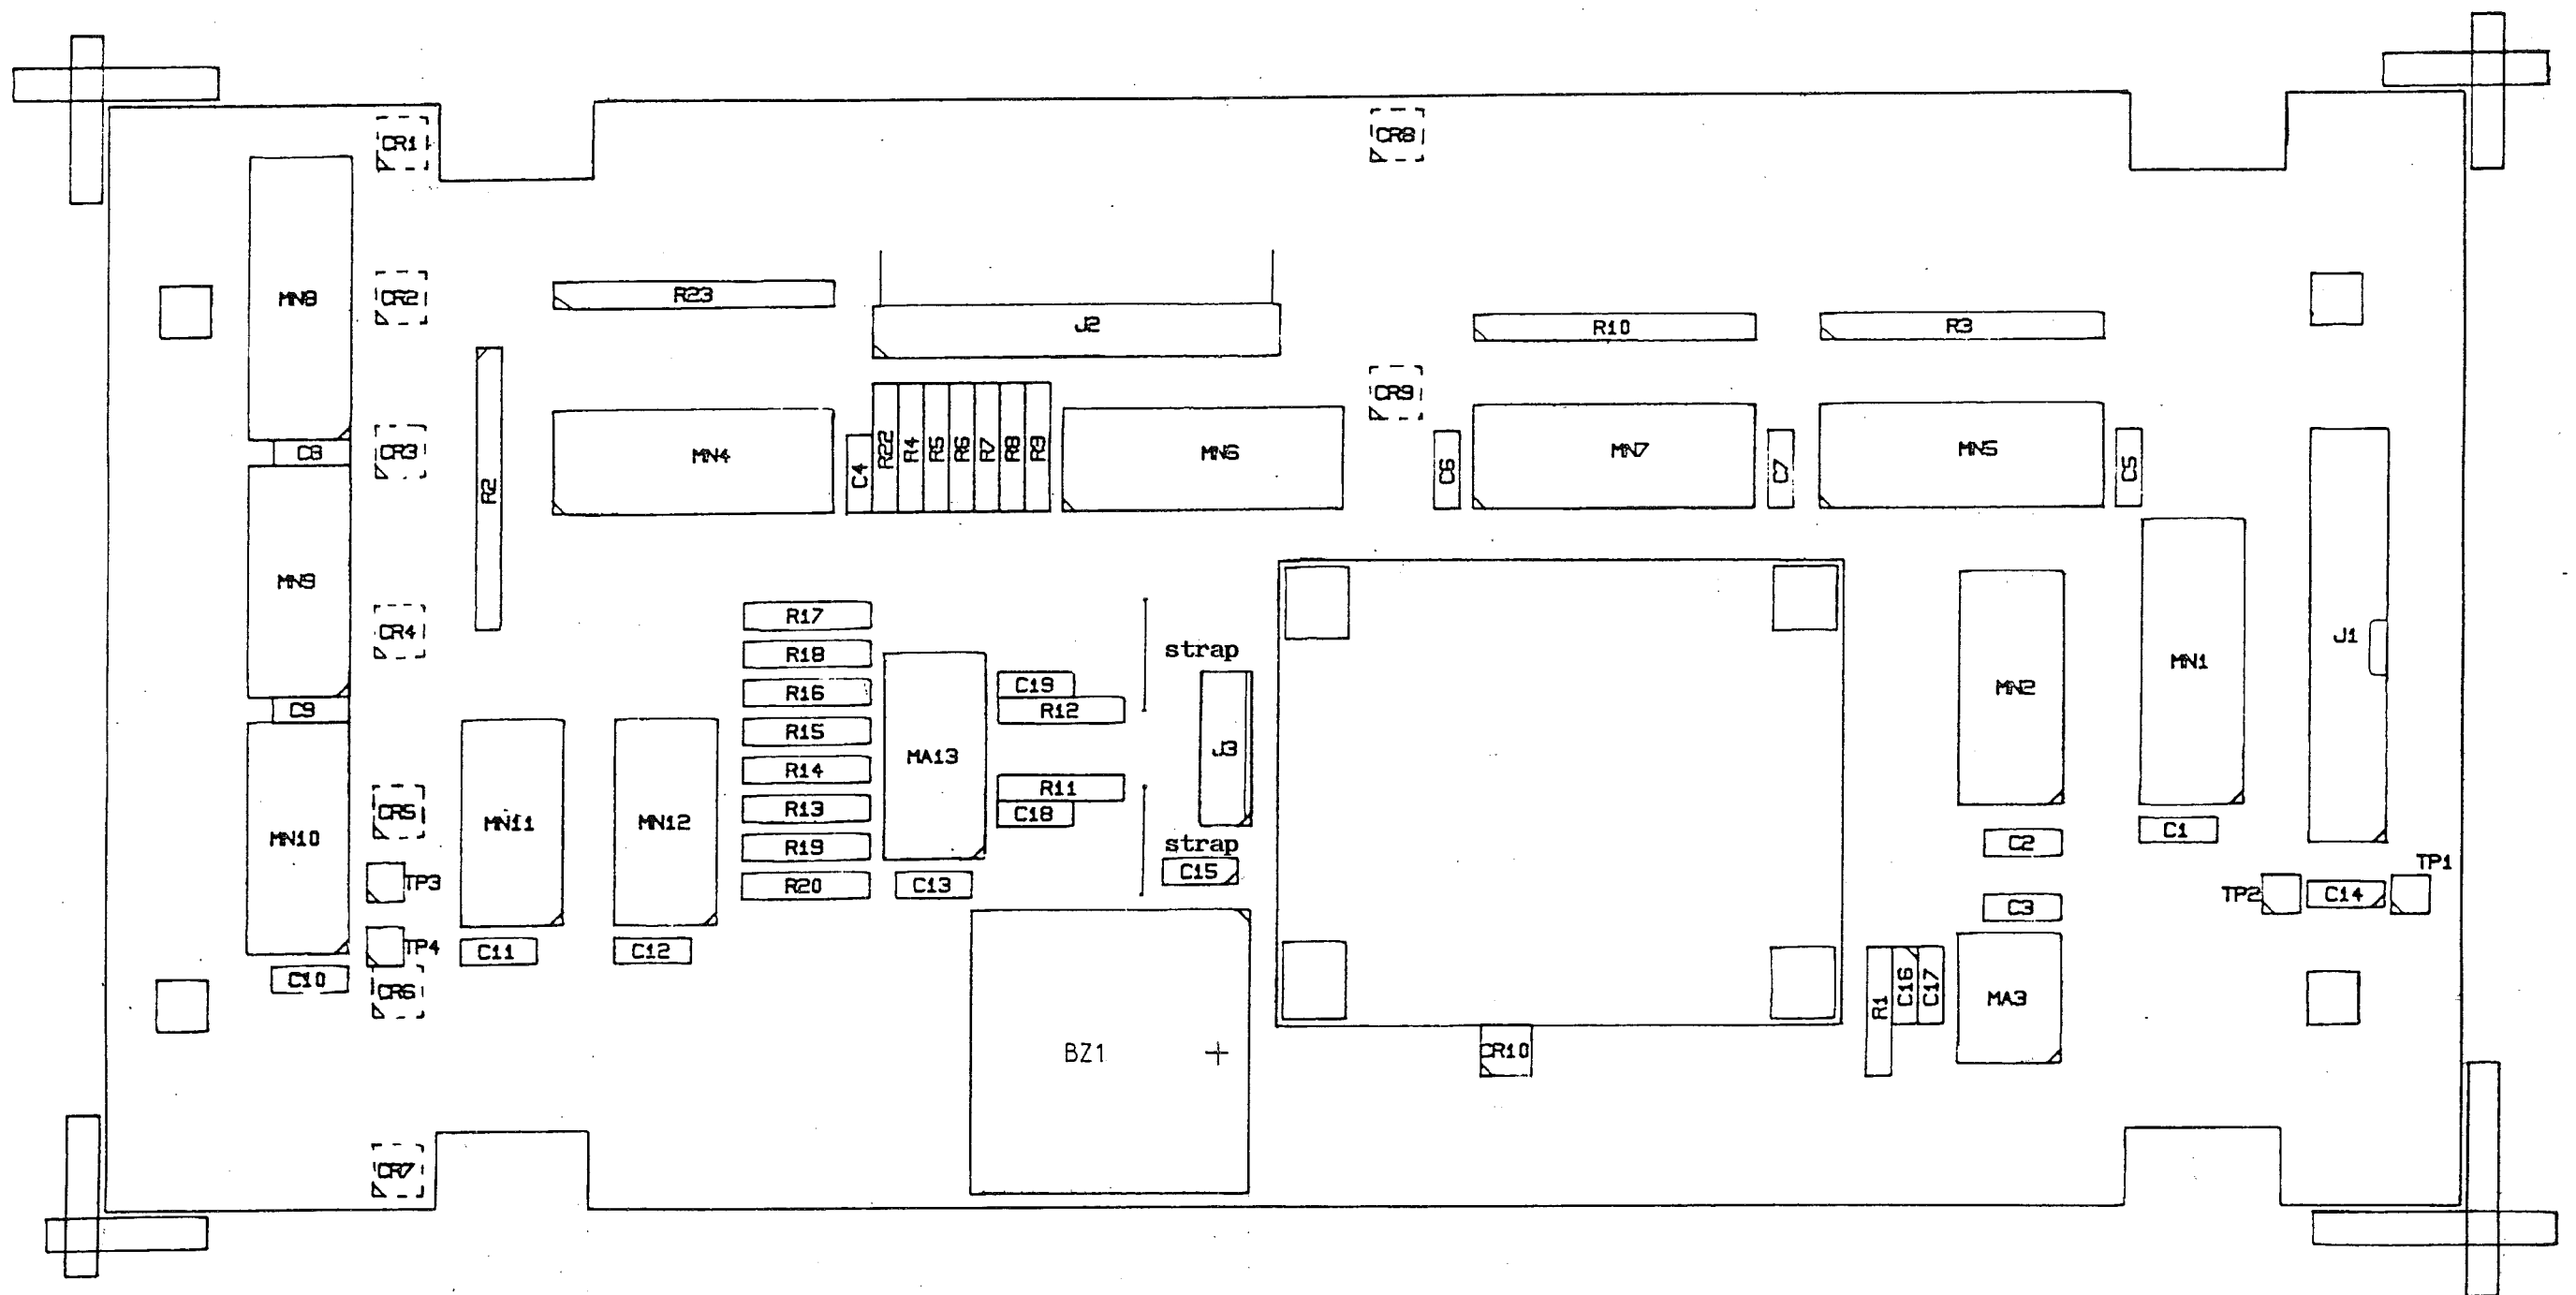 CR1
CR8
MN8
CR2
R23
J2
R10
R3
CR9
C8
CR3
R2
MN4
C4
R22
R4
R5
R6
R7
R8
R9
MN6
C6
MN7
C7
MN5
C5
MN9
CR4
R17
R18
R16
R15
R14
R13
R19
R20
strap
C19
R12
MA13
J3
R11
C18
strap
C15
C13
MN2
MN1
J1
C9
MN10
CR5
MN11
MN12
TP3
TP4
C11
C12
C10
CR6
C2
C1
C3
TP1
TP2
C14
R1
C16
C17
MA3
BZ1
+
CR10
CR7